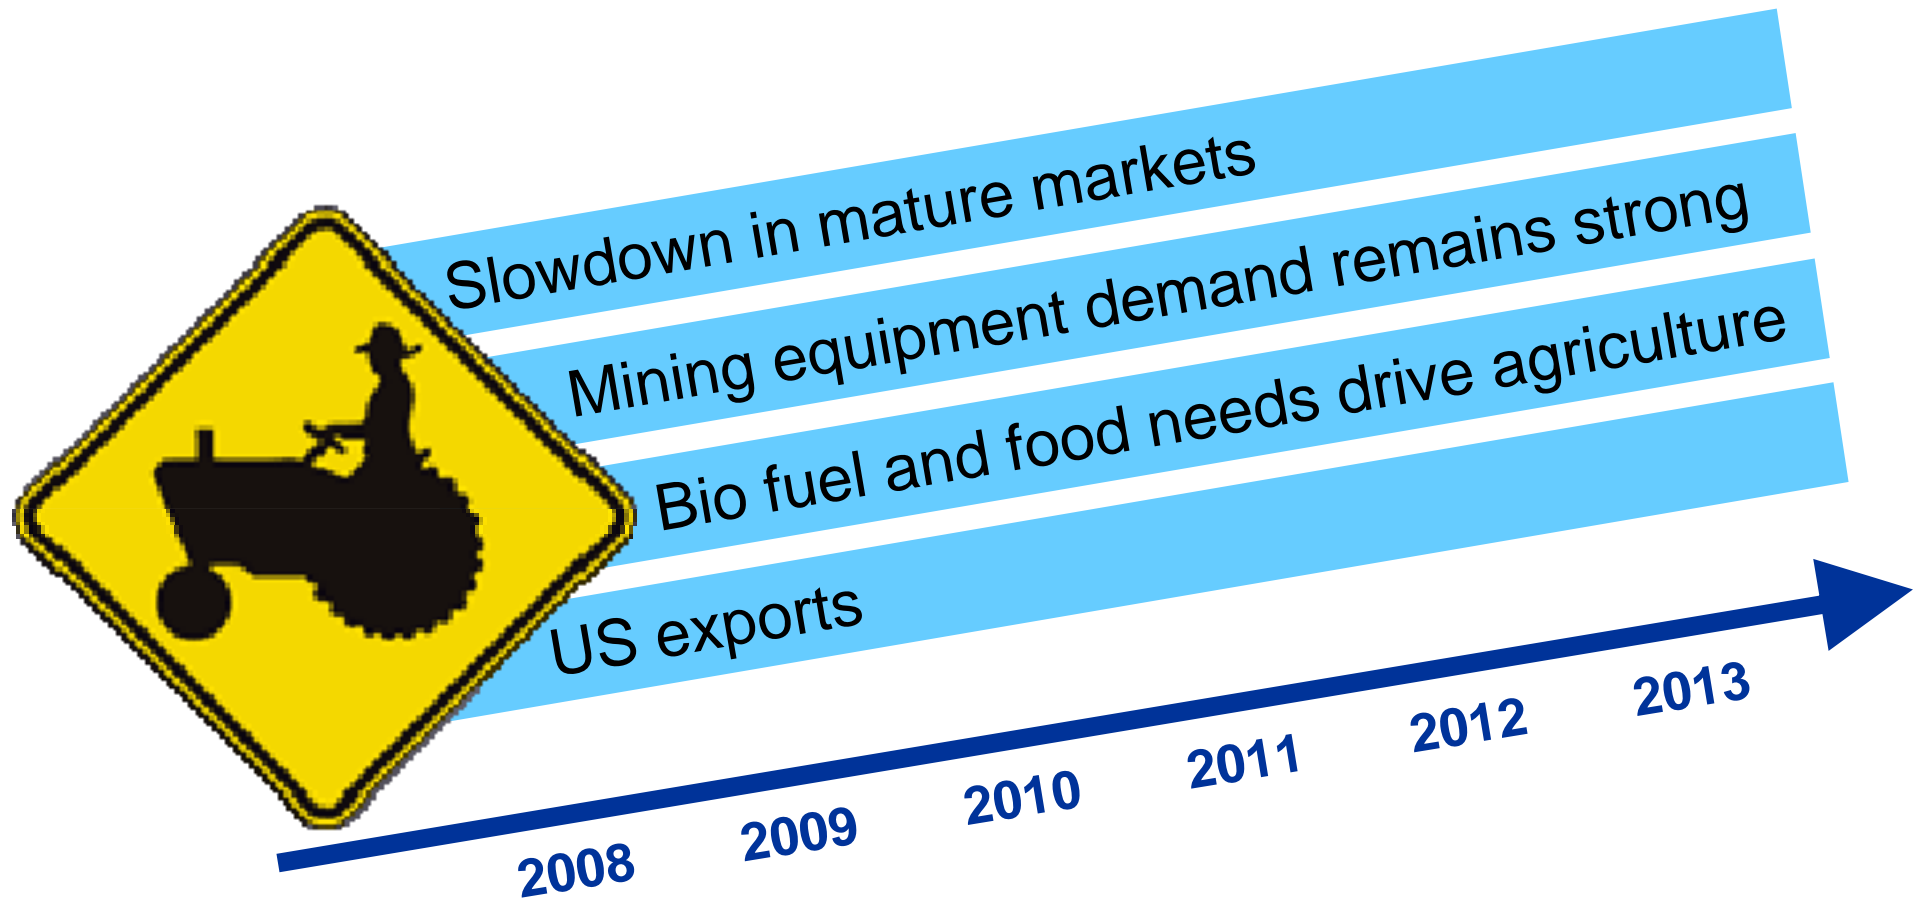 Slowdown in mature markets
Mining equipment demand remains strong
Bio fuel and food needs drive agriculture
US exports
2008 2009 2010 2011 2012 2013